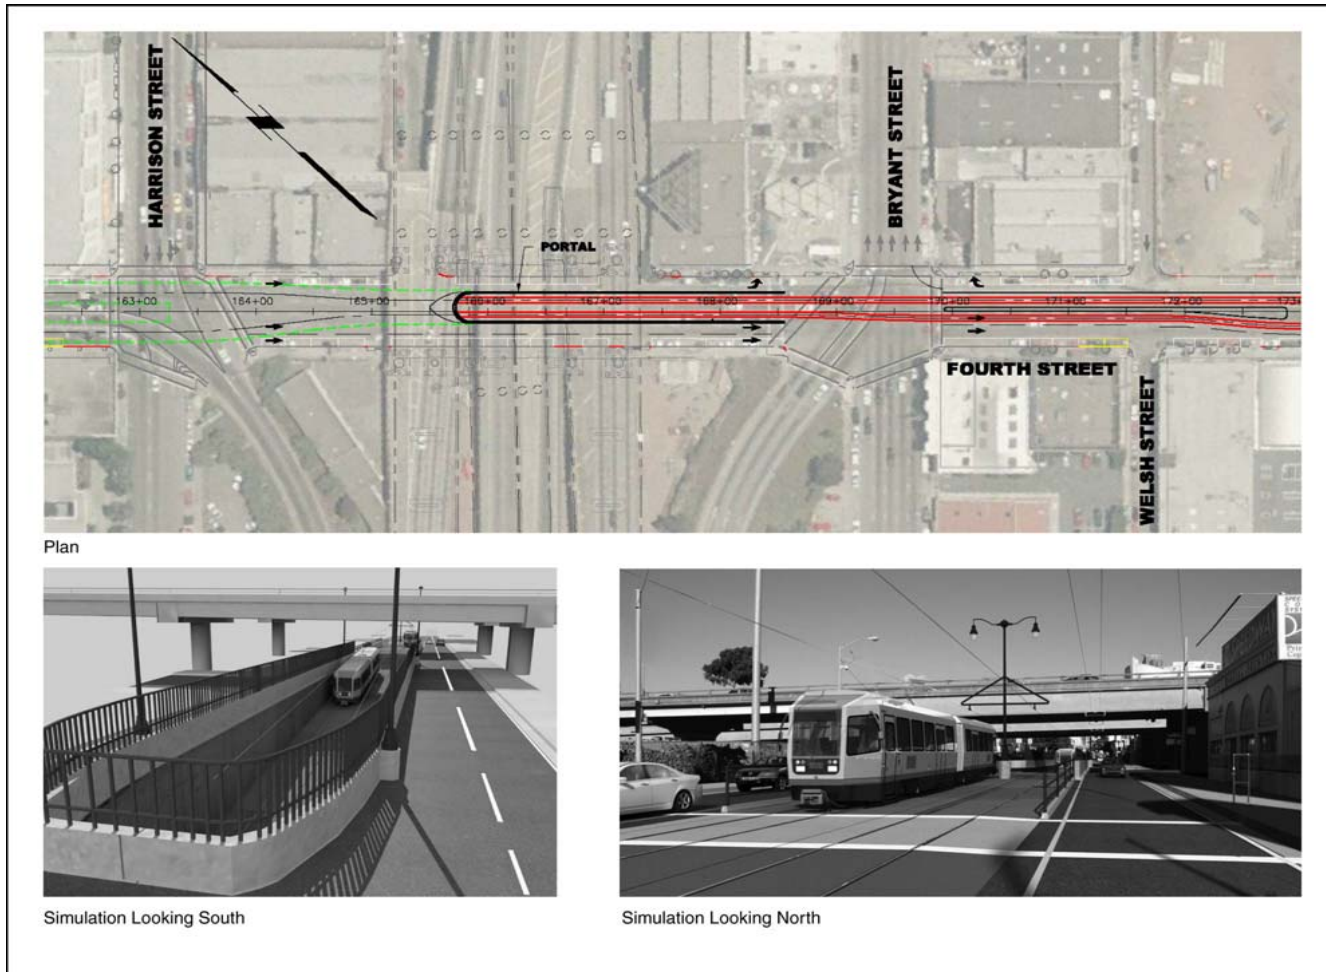 HARRISON STREET
BRYANT STREET
PORTAL
163+00
164+00
165+00
166+00
167+00
168+00
169+00
170+00
171+00
172+00
FOURTH STREET
WELSH STREET
Plan
Simulation Looking South
Simulation Looking North